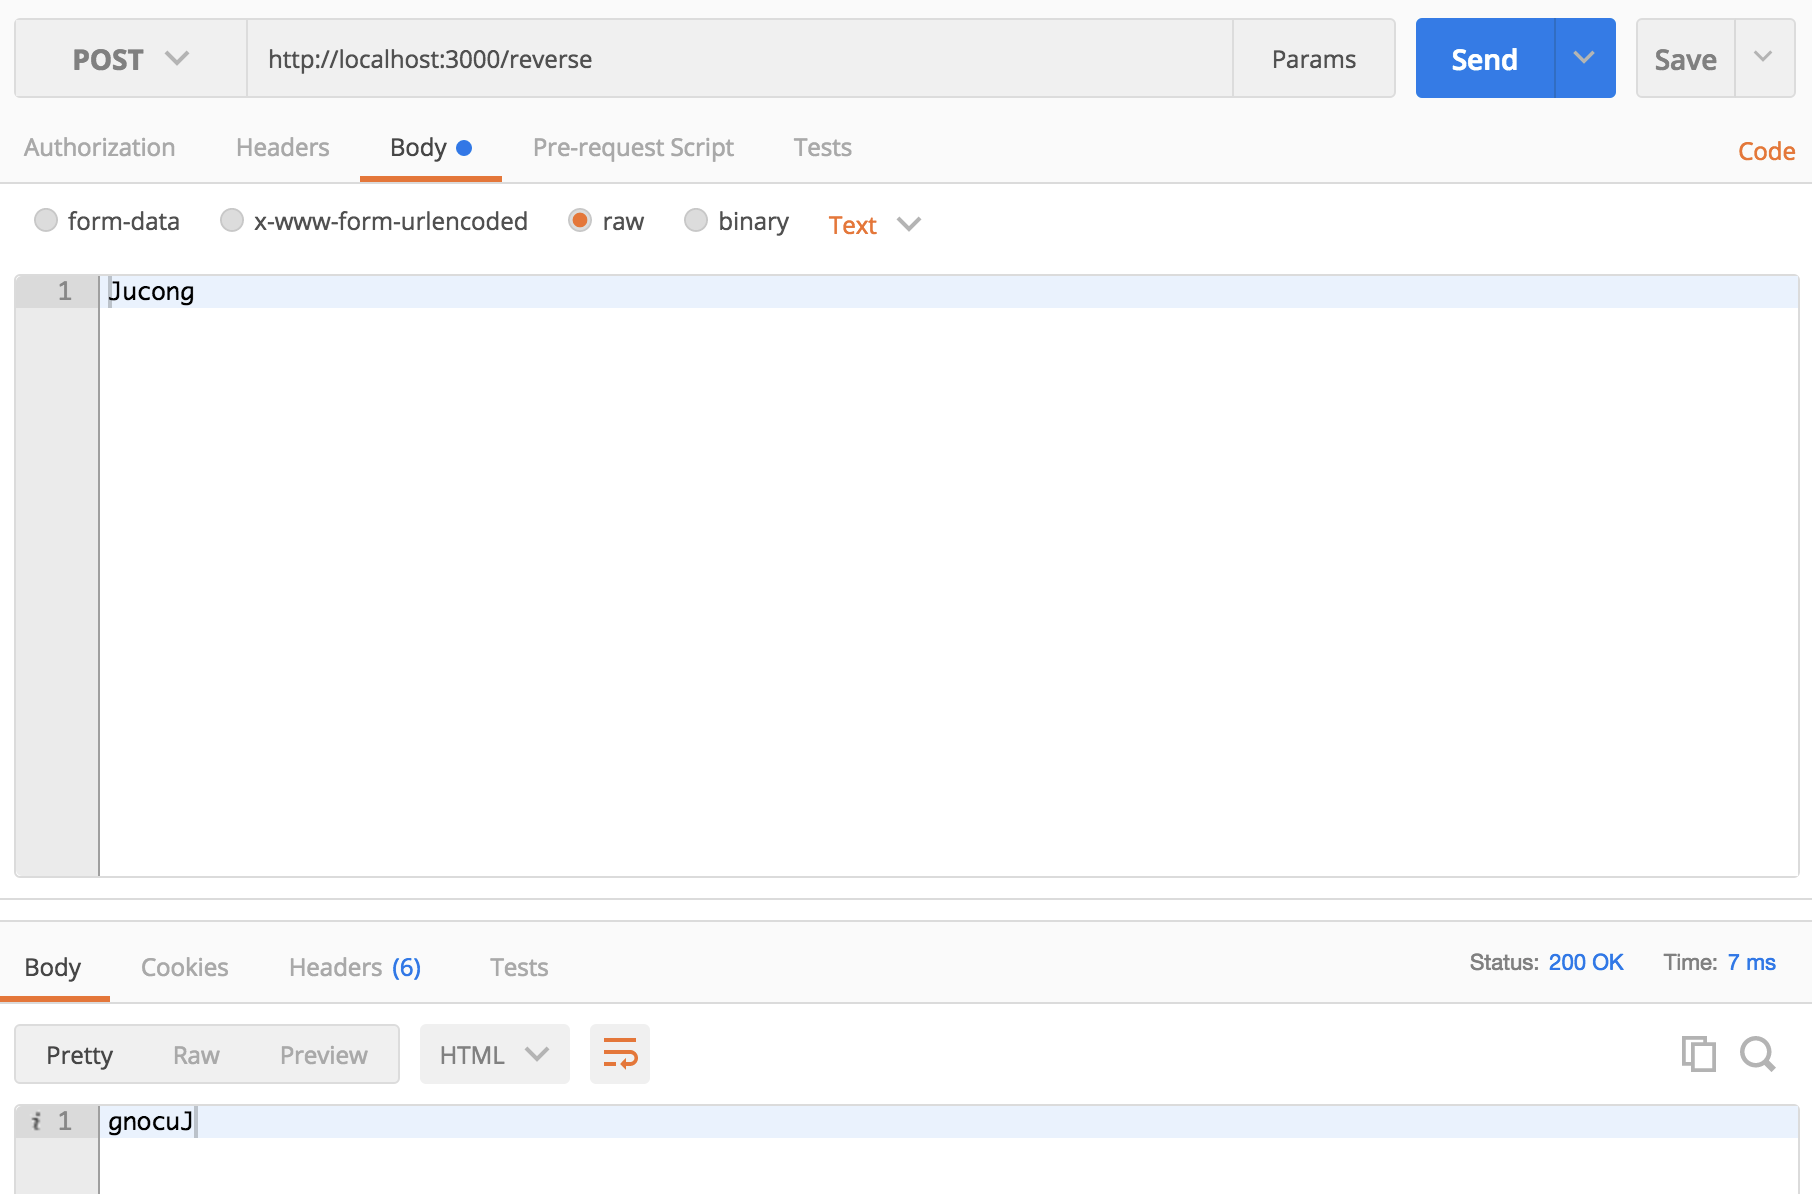 POST http://localhost:3000/reverse Params Send Save
Authorization Headers Body Pre-request Script Tests Code
form-data x-www-form-urlencoded raw binary Text
1 Jucong
Body Cookies Headers (6) Tests Status: 200 OK Time: 7 ms
Pretty Raw Preview HTML
i 1 gnocuJ